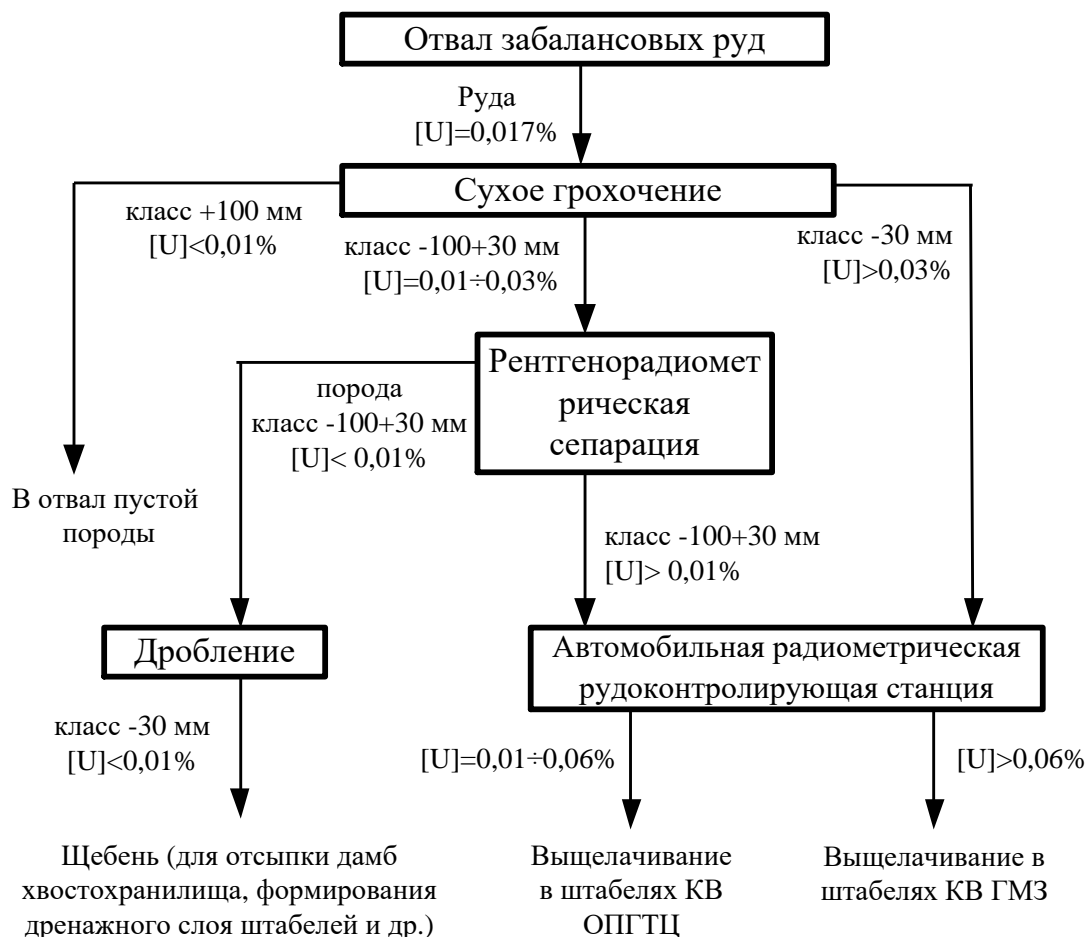 Отвал забалансовых руд
Руда
[U]=0,017%
Сухое грохочение
класс +100 мм
[U]<0,01%
класс -100+30 мм
[U]=0,01÷0,03%
класс -30 мм
[U]>0,03%
Рентгенорадиомет
рическая
сепарация
порода
класс -100+30 мм
[U]< 0,01%
В отвал пустой
породы
класс -100+30 мм
[U]> 0,01%
Дробление
Автомобильная радиометрическая
рудоконтролирующая станция
класс -30 мм
[U]<0,01%
[U]=0,01÷0,06%
[U]>0,06%
Щебень (для отсыпки дамб
хвостохранилища, формирования
дренажного слоя штабелей и др.)
Выщелачивание
в штабелях КВ
ОПГТЦ
Выщелачивание в
штабелях КВ ГМЗ